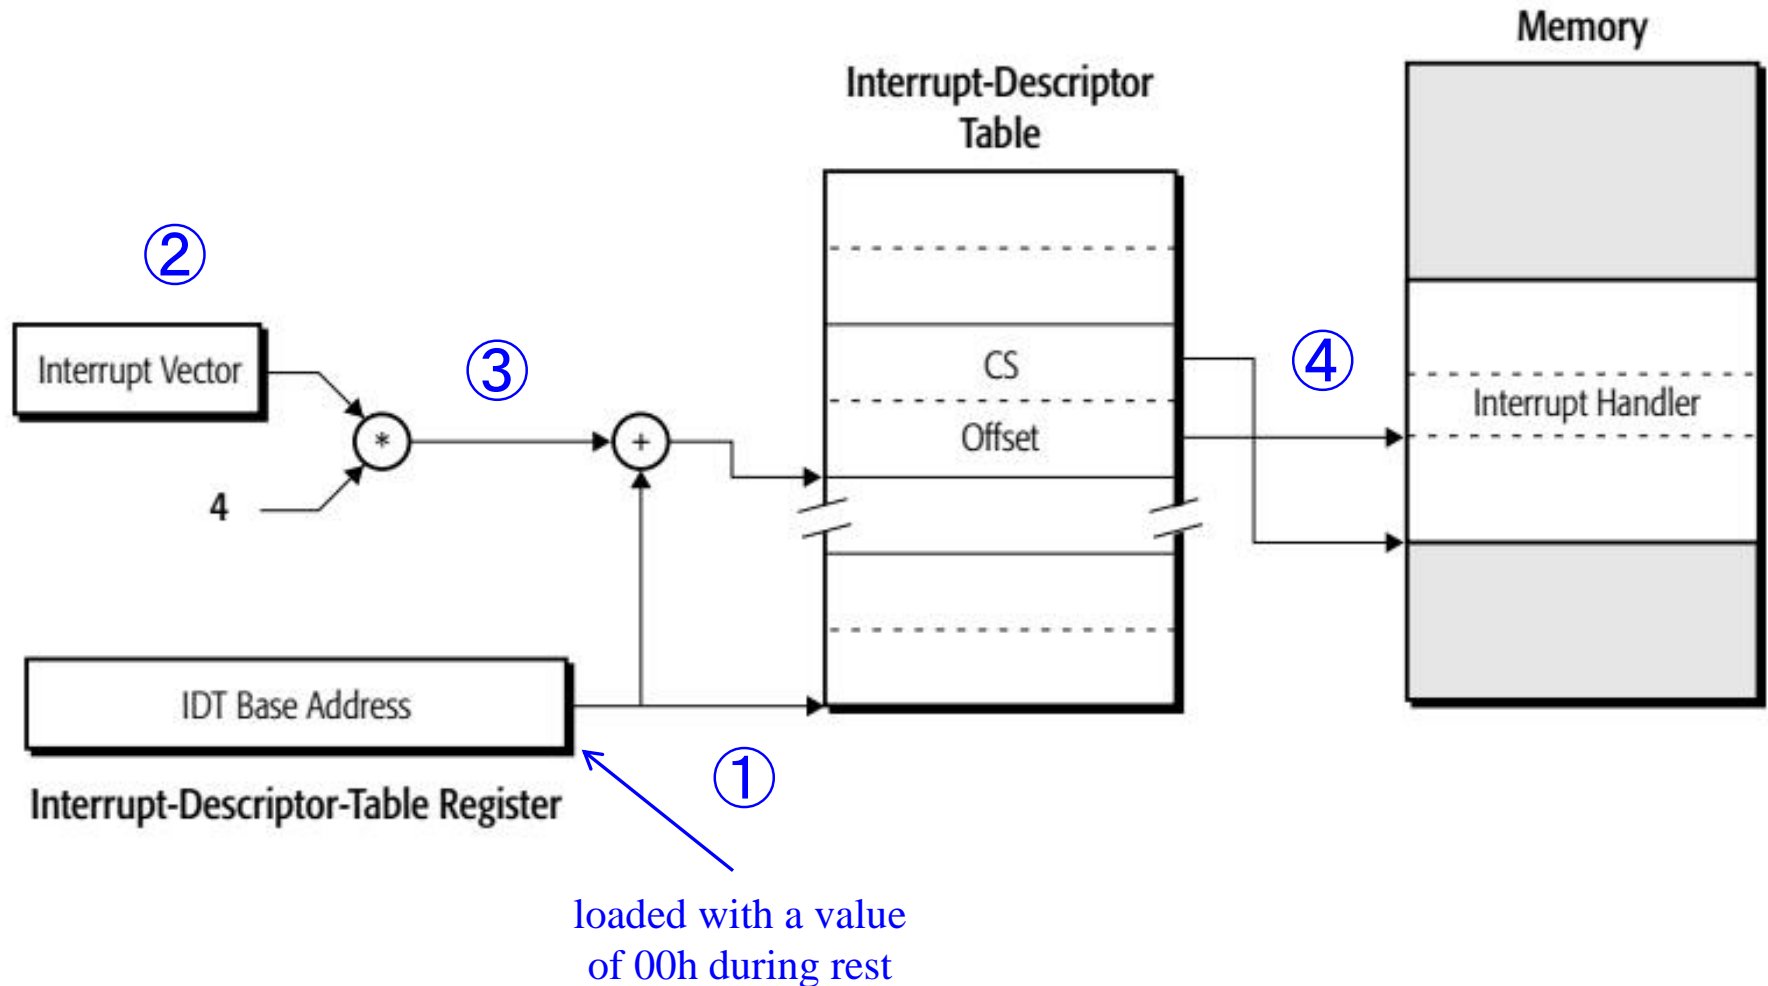 Memory
Interrupt-Descriptor
Table
②
Interrupt Vector
③
CS
④
Interrupt Handler
*
+
Offset
4
IDT Base Address
①
Interrupt-Descriptor-Table Register
loaded with a value
of 00h during rest